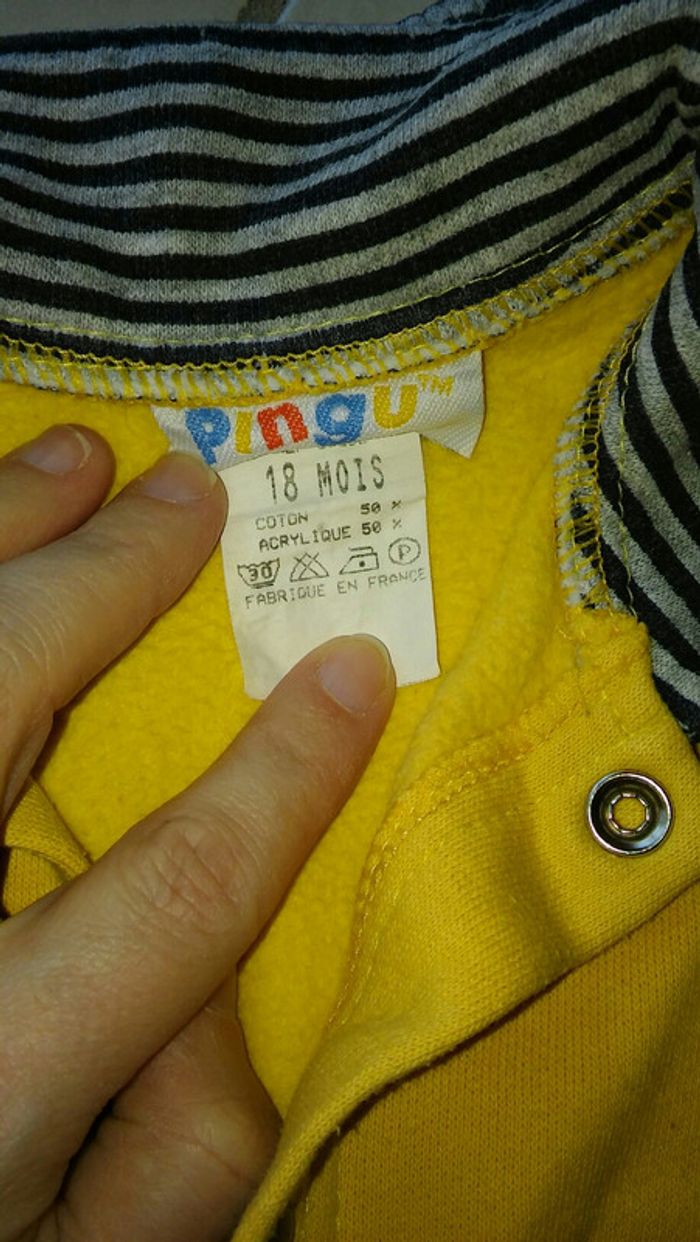 Pingu™
18 MOIS
COTON 50 %
ACRYLIQUE 50 %
30 P
FABRIQUE EN FRANCE